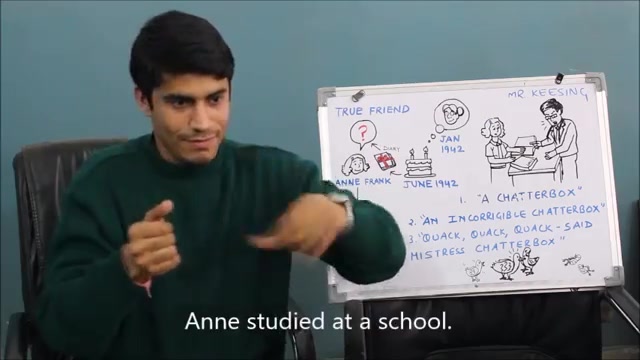 TRUE FRIEND
MR. KEESING
?
DIARY
JAN
1942
ANNE FRANK
JUNE 1942
1. "A CHATTERBOX"
2. "AN INCORRIGIBLE CHATTERBOX"
3. "QUACK, QUACK, QUACK - SAID
MISTRESS CHATTERBOX"
Anne studied at a school.